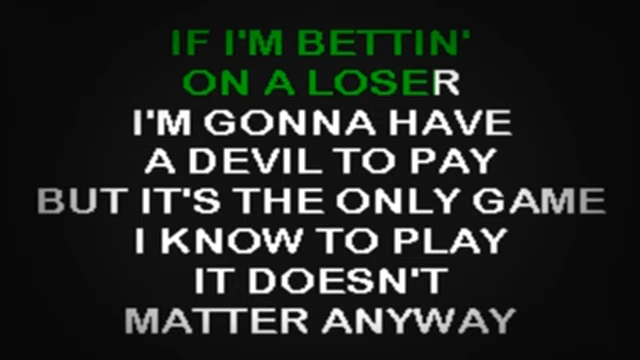 IF I'M BETTIN'
ON A LOSER
I'M GONNA HAVE
A DEVIL TO PAY
BUT IT'S THE ONLY GAME
I KNOW TO PLAY
IT DOESN'T
MATTER ANYWAY